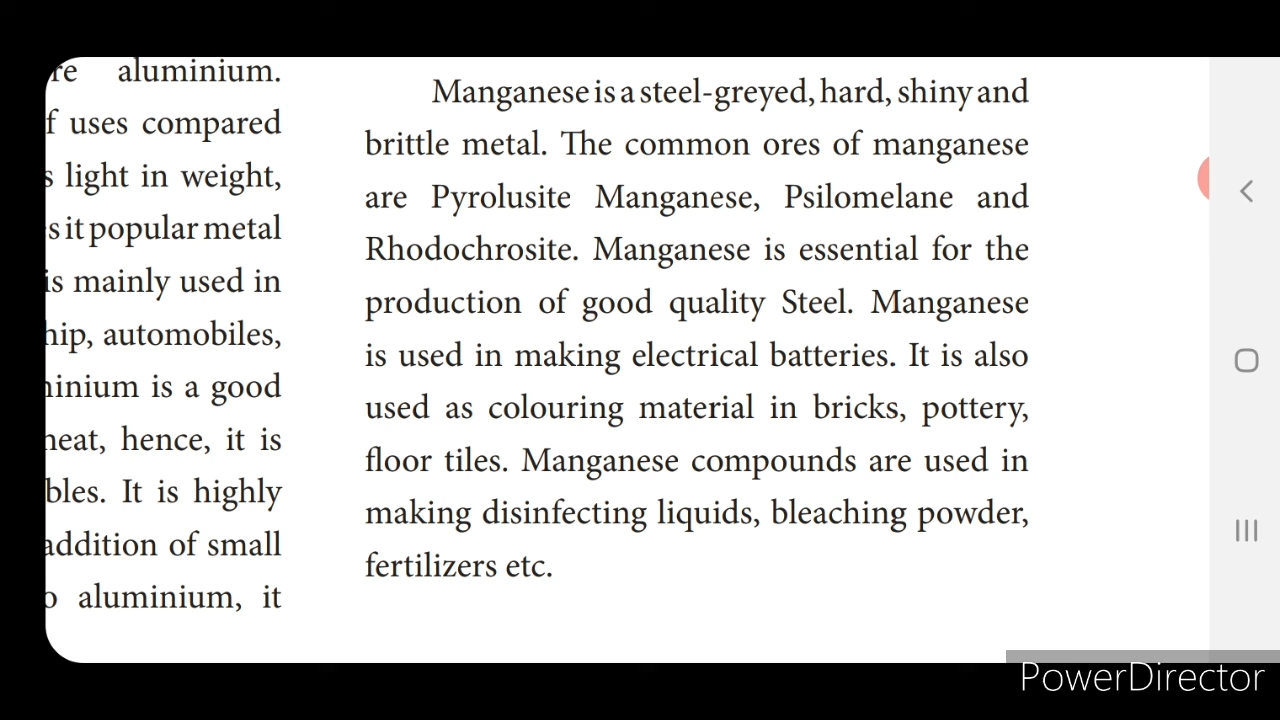 aluminium.
uses compared
light in weight,
it popular metal
is mainly used in
automobiles,
is a good
hence, it is
It is highly
addition of small
aluminium, it
Manganese is a steel-greyed, hard, shiny and
brittle metal. The common ores of manganese
are Pyrolusite Manganese, Psilomelane and
Rhodochrosite. Manganese is essential for the
production of good quality Steel. Manganese
is used in making electrical batteries. It is also
used as colouring material in bricks, pottery,
floor tiles. Manganese compounds are used in
making disinfecting liquids, bleaching powder,
fertilizers etc.
PowerDirector